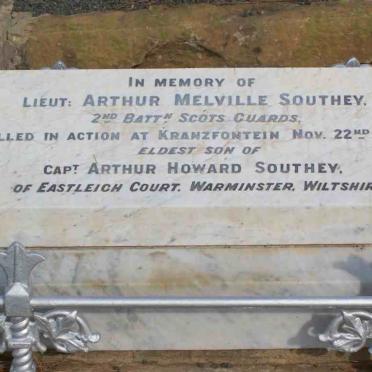 In memory of
Lieut: Arthur Melville Southey,
2nd Battn Scots Guards,
lled in action at Kranzfontein Nov. 22nd
eldest son of
Capt Arthur Howard Southey,
of Eastleigh Court, Warminster, Wiltshir